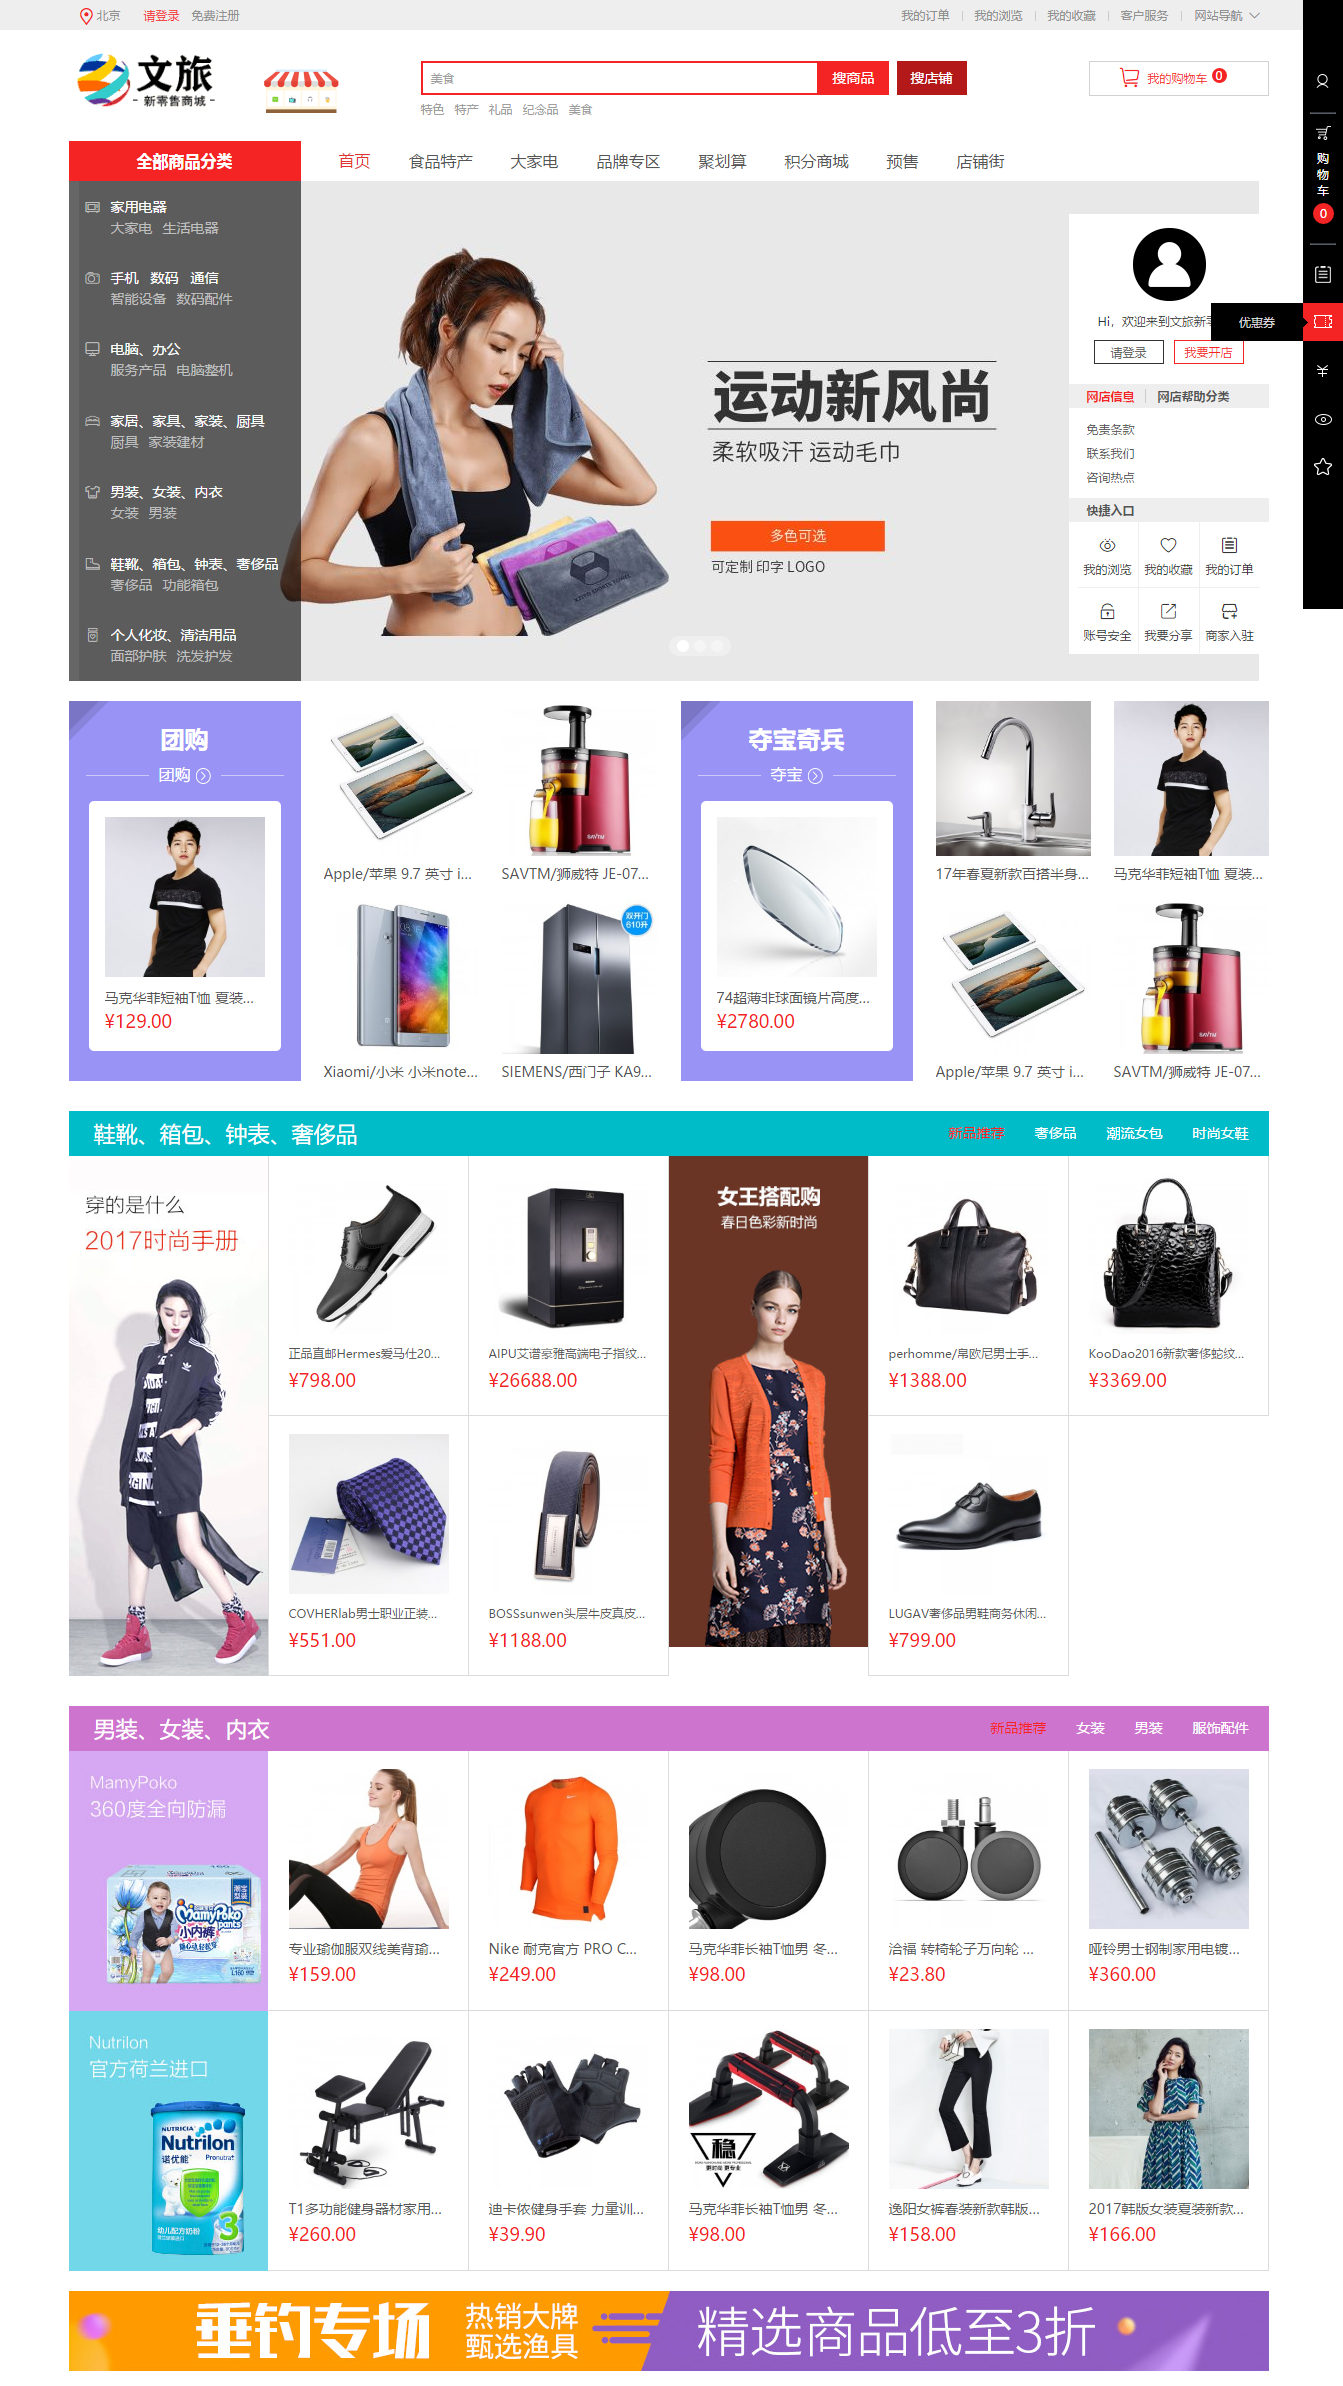 北京 请登录 免费注册 我的订单 我的浏览 我的收藏 客户服务 网站导航
文旅
- 新零售商城 -
美食 搜商品 搜店铺 我的购物车 0
特色 特产 礼品 纪念品 美食
全部商品分类 首页 食品特产 大家电 品牌专区 聚划算 积分商城 预售 店铺街
家用电器
大家电 生活电器
手机 数码 通信
智能设备 数码配件
电脑、办公
服务产品 电脑整机
家居、家具、家装、厨具
厨具 家装建材
男装、女装、内衣
女装 男装
鞋靴、箱包、钟表、奢侈品
奢侈品 功能箱包
个人化妆、清洁用品
面部护肤 洗发护发
运动新风尚
柔软吸汗 运动毛巾
多色可选
可定制 印字 LOGO
Hi，欢迎来到文旅新零
请登录 我要开店
网店信息 网店帮助分类
免责条款
联系我们
咨询热点
快捷入口
我的浏览 我的收藏 我的订单
账号安全 我要分享 商家入驻
购物车
0
优惠券
团购
团购
马克华菲短袖T恤 夏装...
¥129.00
Apple/苹果 9.7 英寸 i...
SAVTM
SAVTM/狮威特 JE-07...
Xiaomi/小米 小米note...
双开门
610升
SIEMENS/西门子 KA9...
夺宝奇兵
夺宝
74超薄非球面镜片高度...
¥2780.00
17年春夏新款百搭半身...
马克华菲短袖T恤 夏装...
Apple/苹果 9.7 英寸 i...
SAVTM
SAVTM/狮威特 JE-07...
鞋靴、箱包、钟表、奢侈品 新品推荐 奢侈品 潮流女包 时尚女鞋
穿的是什么
2017时尚手册
正品直邮Hermes爱马仕20...
¥798.00
AIPU艾谱豪雅高端电子指纹...
¥26688.00
女王搭配购
春日色彩新时尚
perhomme/帛欧尼男士手...
¥1388.00
KooDao2016新款奢侈蛇纹...
¥3369.00
COVHERlab男士职业正装...
¥551.00
BOSSsunwen头层牛皮真皮...
¥1188.00
LUGAV奢侈品男鞋商务休闲...
¥799.00
男装、女装、内衣 新品推荐 女装 男装 服饰配件
MamyPoko
360度全向防漏
MamyPoko
pants
小内裤
专业瑜伽服双线美背瑜...
¥159.00
Nike 耐克官方 PRO C...
¥249.00
马克华菲长袖T恤男 冬...
¥98.00
洽福 转椅轮子万向轮 ...
¥23.80
哑铃男士钢制家用电镀...
¥360.00
Nutrilon
官方荷兰进口
NUTRICIA
Nutrilon
诺优能
Pronutra+
幼儿配方奶粉
3
T1多功能健身器材家用...
¥260.00
迪卡侬健身手套 力量训...
¥39.90
稳
更时尚 更专业
马克华菲长袖T恤男 冬...
¥98.00
逸阳女裤春装新款韩版...
¥158.00
2017韩版女装夏装新款...
¥166.00
垂钓专场 热销大牌 甄选渔具 精选商品低至3折